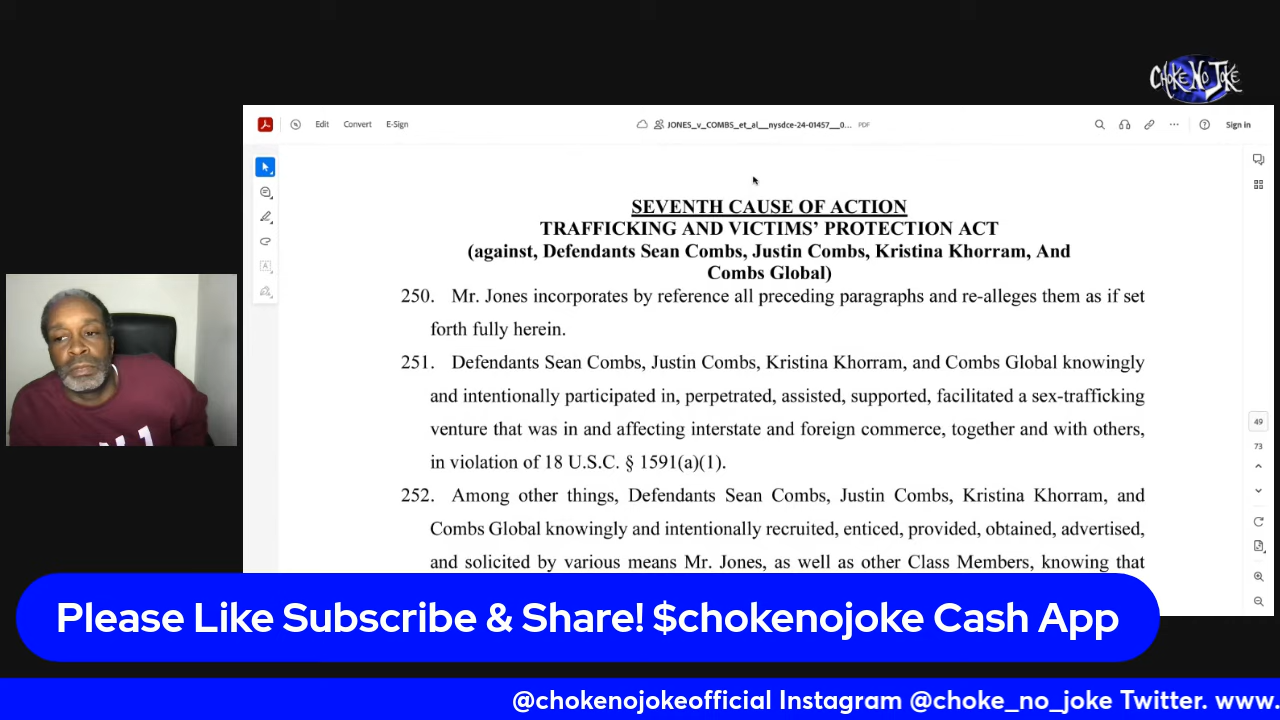 CHOKE NO JOKE
Edit Convert E-Sign
JONES_v_COMBS_et_al__nysdce-24-01457__0... PDF
Sign in
SEVENTH CAUSE OF ACTION
TRAFFICKING AND VICTIMS’ PROTECTION ACT
(against, Defendants Sean Combs, Justin Combs, Kristina Khorram, And
Combs Global)
250. Mr. Jones incorporates by reference all preceding paragraphs and re-alleges them as if set
forth fully herein.
251. Defendants Sean Combs, Justin Combs, Kristina Khorram, and Combs Global knowingly
and intentionally participated in, perpetrated, assisted, supported, facilitated a sex-trafficking
venture that was in and affecting interstate and foreign commerce, together and with others,
in violation of 18 U.S.C. § 1591(a)(1).
252. Among other things, Defendants Sean Combs, Justin Combs, Kristina Khorram, and
Combs Global knowingly and intentionally recruited, enticed, provided, obtained, advertised,
and solicited by various means Mr. Jones, as well as other Class Members, knowing that
49
73
Please Like Subscribe & Share! $chokenojoke Cash App
@chokenojokeofficial Instagram @choke_no_joke Twitter. www.